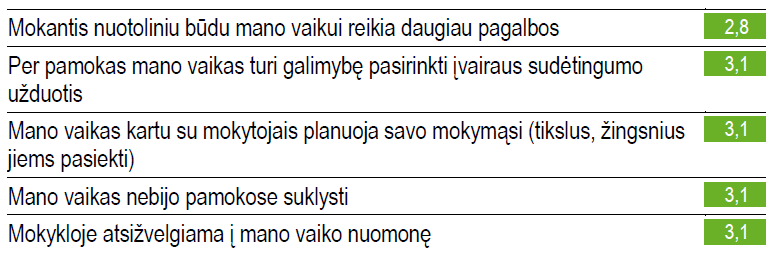 Mokantis nuotoliniu būdu mano vaikui reikia daugiau pagalbos 2,8
Per pamokas mano vaikas turi galimybę pasirinkti įvairaus sudėtingumo 3,1
užduotis
Mano vaikas kartu su mokytojais planuoja savo mokymąsi (tikslus, žingsnius 3,1
jiems pasiekti)
Mano vaikas nebijo pamokose suklysti 3,1
Mokykloje atsižvelgiama į mano vaiko nuomonę 3,1